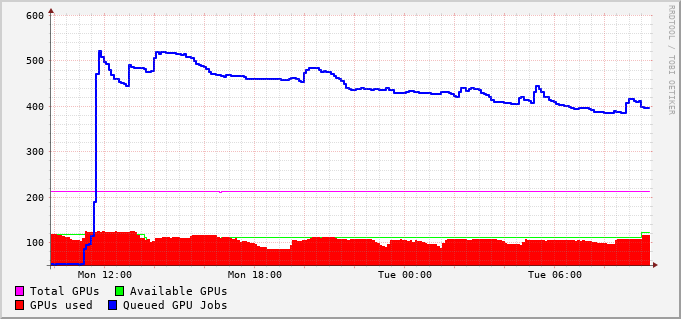 600
500
400
300
200
100
Mon 12:00 Mon 18:00 Tue 00:00 Tue 06:00
Total GPUs Available GPUs
GPUs used Queued GPU Jobs
RRDTOOL / TOBI OETIKER